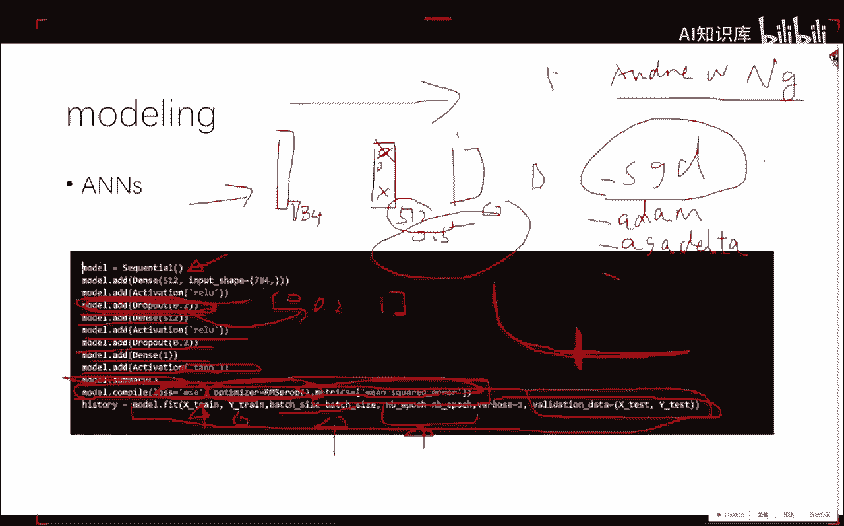 AI知识库 bilibili
Andrew Ng
modeling
• ANNs
784
512
0.5
- sgd
- adam
model = Sequential()
model.add(Dense(512, input_shape=(784,)))
model.add(Activation('relu'))
model.add(Dropout(0.2))
model.add(Dense(512))
model.add(Activation('relu'))
model.add(Dropout(0.2))
model.add(Dense(1))
model.add(Activation('tanh'))
model.summary()
model.compile(loss='mse', optimizer=RMSprop(),metrics=['mean_squared_error'])
history = model.fit(X_train, Y_train,batch_size=batch_size, nb_epoch=nb_epoch,verbose=1, validation_data=(X_test, Y_test))